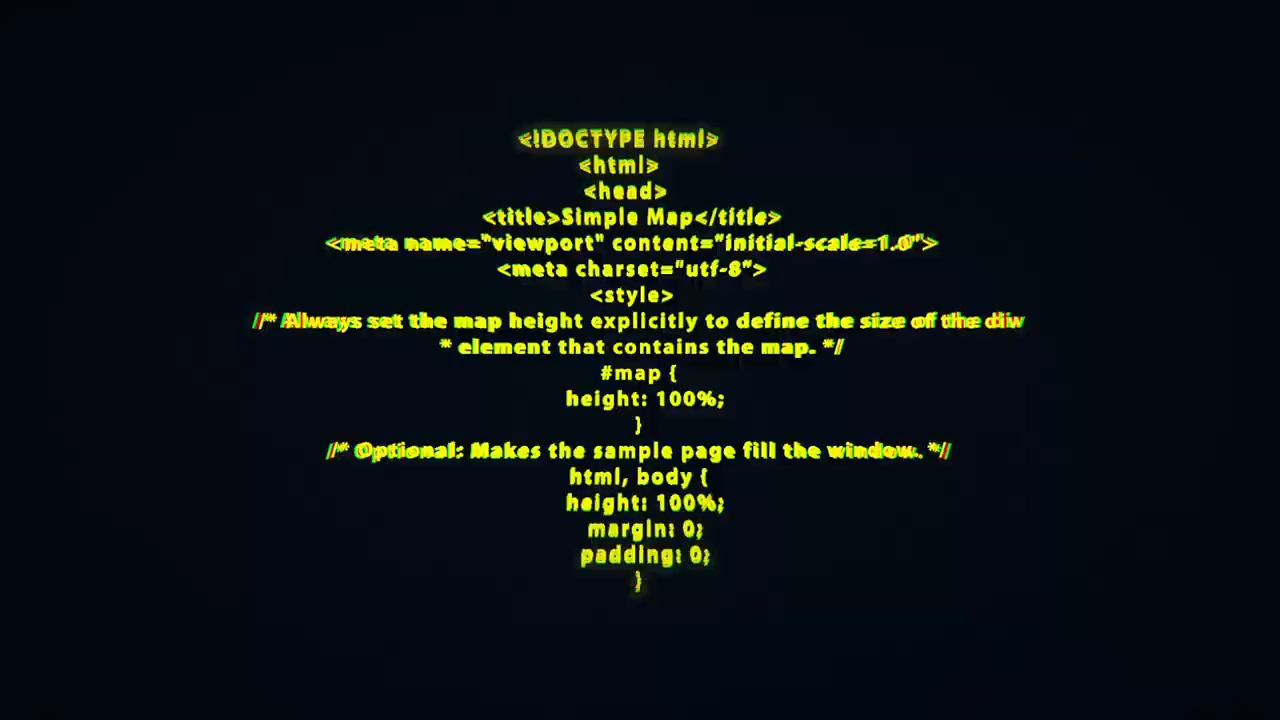 <!DOCTYPE html>
<html>
<head>
<title>Simple Map</title>
<meta name="viewport" content="initial-scale=1.0">
<meta charset="utf-8">
<style>
/* Always set the map height explicitly to define the size of the div
* element that contains the map. */
#map {
height: 100%;
}
/* Optional: Makes the sample page fill the window. */
html, body {
height: 100%;
margin: 0;
padding: 0;
}